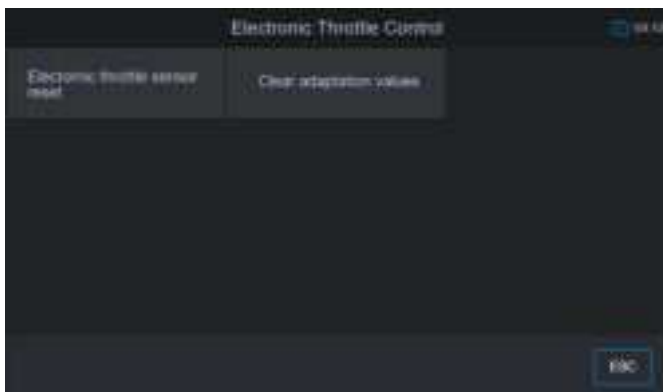 Electronic Throttle Control
Electronic throttle sensor
reset
Clear adaptation values
ESC